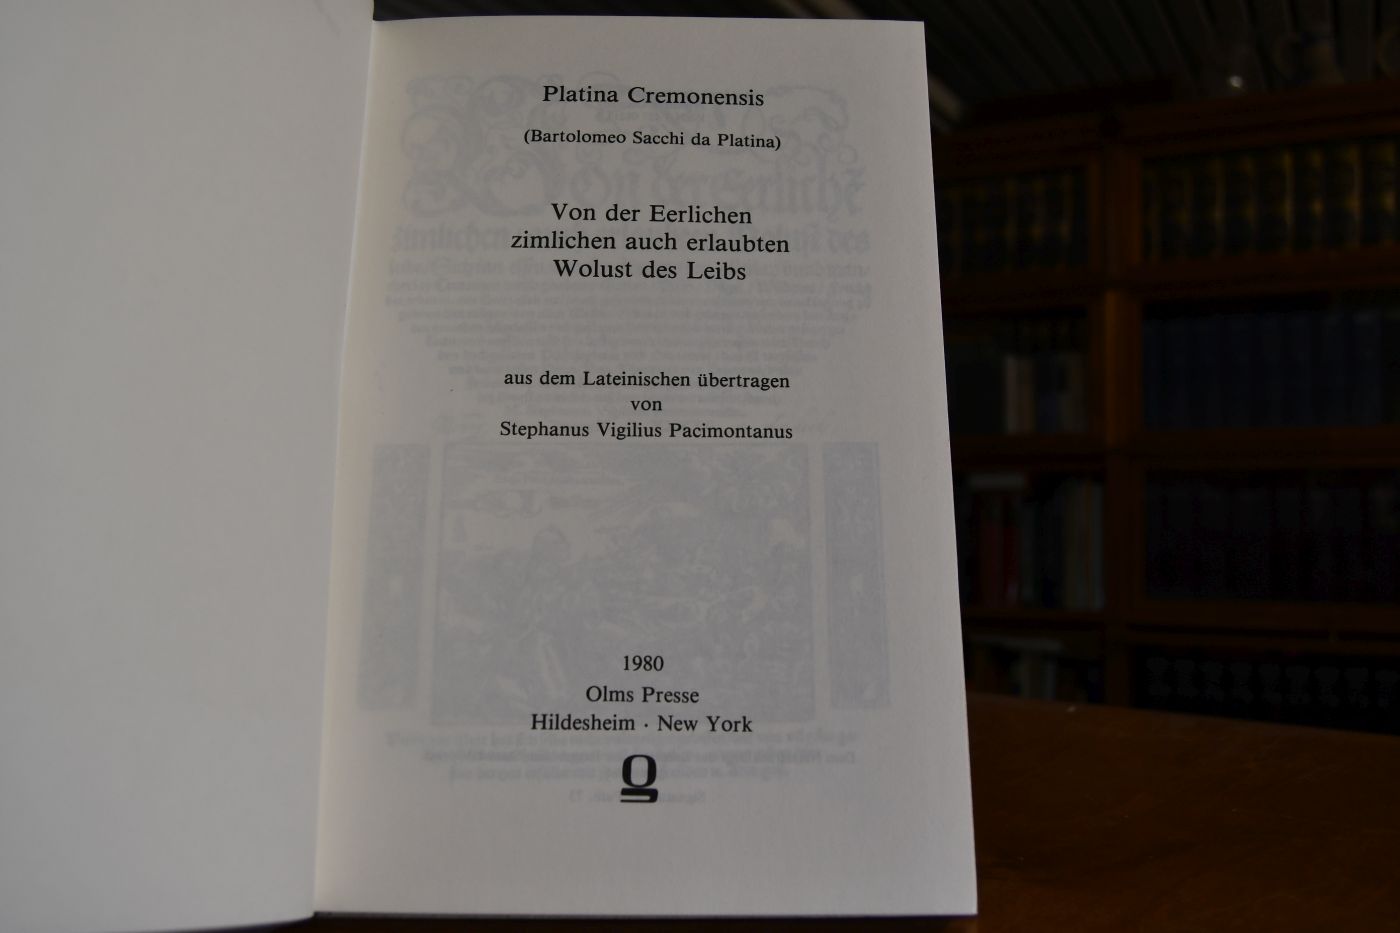 Platina Cremonensis
(Bartolomeo Sacchi da Platina)
Von der Eerlichen
zimlichen auch erlaubten
Wolust des Leibs
aus dem Lateinischen übertragen
von
Stephanus Vigilius Pacimontanus
1980
Olms Presse
Hildesheim · New York